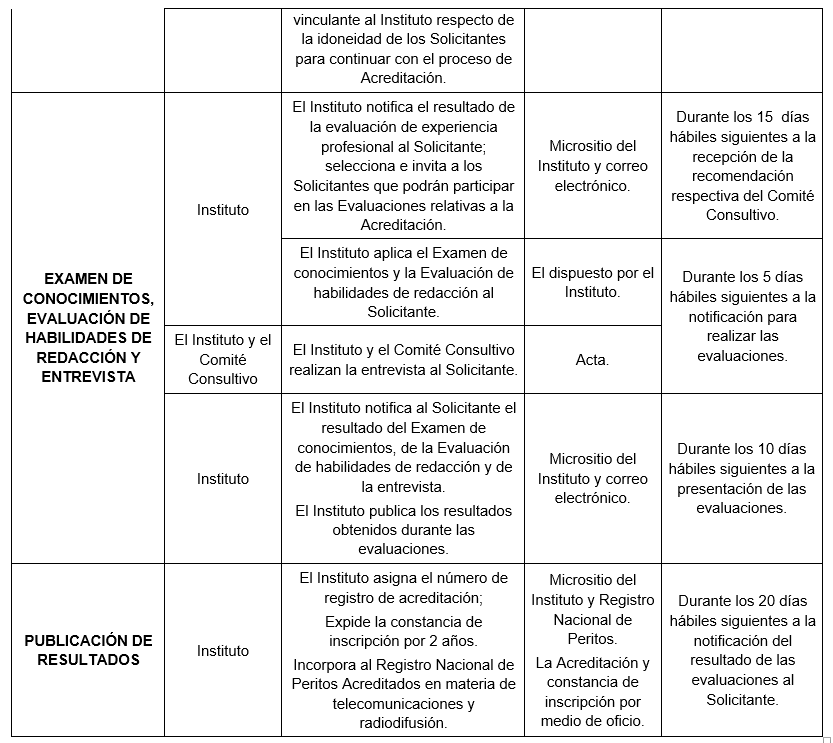 vinculante al Instituto respecto de
la idoneidad de los Solicitantes
para continuar con el proceso de
Acreditación.
EXAMEN DE
CONOCIMIENTOS,
EVALUACIÓN DE
HABILIDADES DE
REDACCIÓN Y
ENTREVISTA
Instituto
El Instituto notifica el resultado de
la evaluación de experiencia
profesional al Solicitante;
selecciona e invita a los
Solicitantes que podrán participar
en las Evaluaciones relativas a la
Acreditación.
Micrositio del
Instituto y correo
electrónico.
Durante los 15 días
hábiles siguientes a la
recepción de la
recomendación
respectiva del Comité
Consultivo.
El Instituto aplica el Examen de
conocimientos y la Evaluación de
habilidades de redacción al
Solicitante.
El dispuesto por el
Instituto.
Durante los 5 días
hábiles siguientes a la
notificación para
realizar las
evaluaciones.
El Instituto y el
Comité
Consultivo
El Instituto y el Comité Consultivo
realizan la entrevista al Solicitante.
Acta.
Instituto
El Instituto notifica al Solicitante el
resultado del Examen de
conocimientos, de la Evaluación
de habilidades de redacción y de
la entrevista.
El Instituto publica los resultados
obtenidos durante las
evaluaciones.
Micrositio del
Instituto y correo
electrónico.
Durante los 10 días
hábiles siguientes a la
presentación de las
evaluaciones.
PUBLICACIÓN DE
RESULTADOS
Instituto
El Instituto asigna el número de
registro de acreditación;
Expide la constancia de
inscripción por 2 años.
Incorpora al Registro Nacional de
Peritos Acreditados en materia de
telecomunicaciones y
radiodifusión.
Micrositio del
Instituto y Registro
Nacional de
Peritos.
La Acreditación y
constancia de
inscripción por
medio de oficio.
Durante los 20 días
hábiles siguientes a la
notificación del
resultado de las
evaluaciones al
Solicitante.